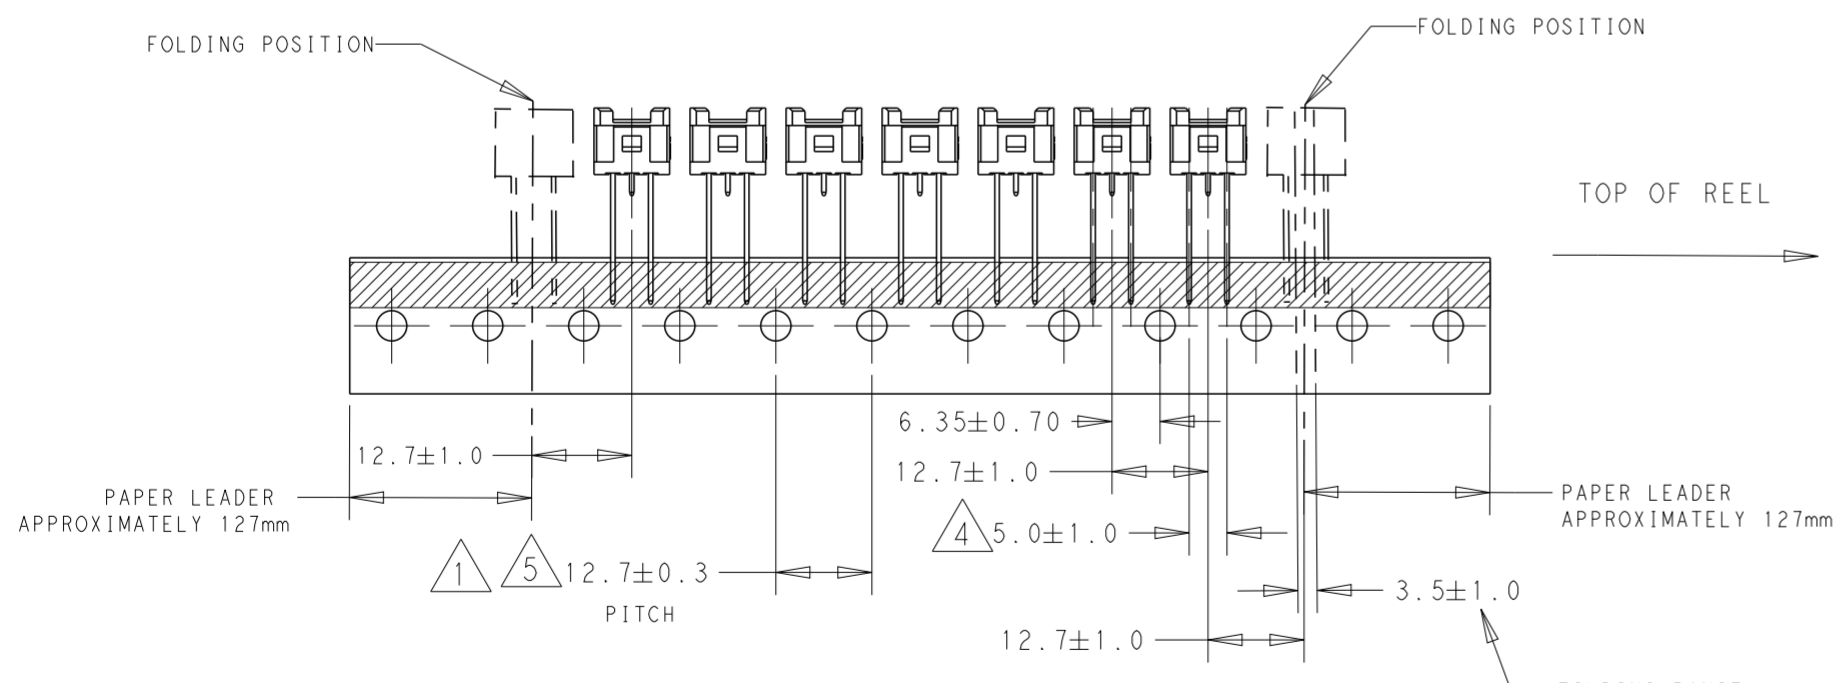 FOLDING POSITION
FOLDING POSITION
TOP OF REEL
6.35±0.70
12.7±1.0
12.7±1.0
PAPER LEADER
APPROXIMATELY 127mm
PAPER LEADER
APPROXIMATELY 127mm
4 5.0±1.0
1 5 12.7±0.3
PITCH
3.5±1.0
12.7±1.0